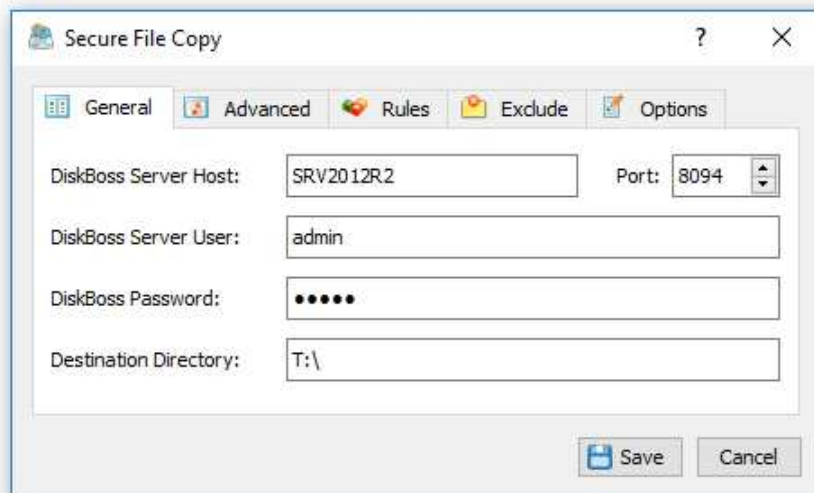 Secure File Copy ?
General Advanced Rules Exclude Options
DiskBoss Server Host: SRV2012R2 Port: 8094
DiskBoss Server User: admin
DiskBoss Password: •••••
Destination Directory: T:\
Save Cancel